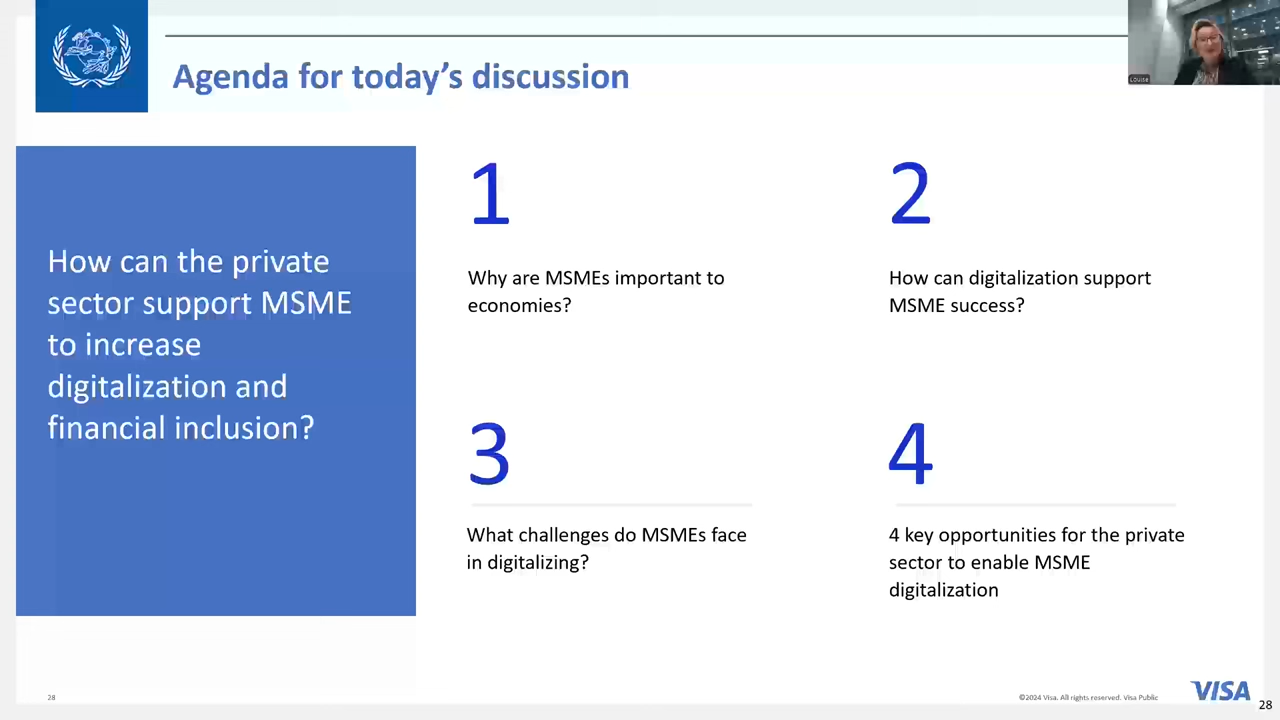 Agenda for today's discussion
Louise
How can the private
sector support MSME
to increase
digitalization and
financial inclusion?
1
Why are MSMEs important to
economies?
2
How can digitalization support
MSME success?
3
What challenges do MSMEs face
in digitalizing?
4
4 key opportunities for the private
sector to enable MSME
digitalization
28
©2024 Visa. All rights reserved. Visa Public
VISA
28